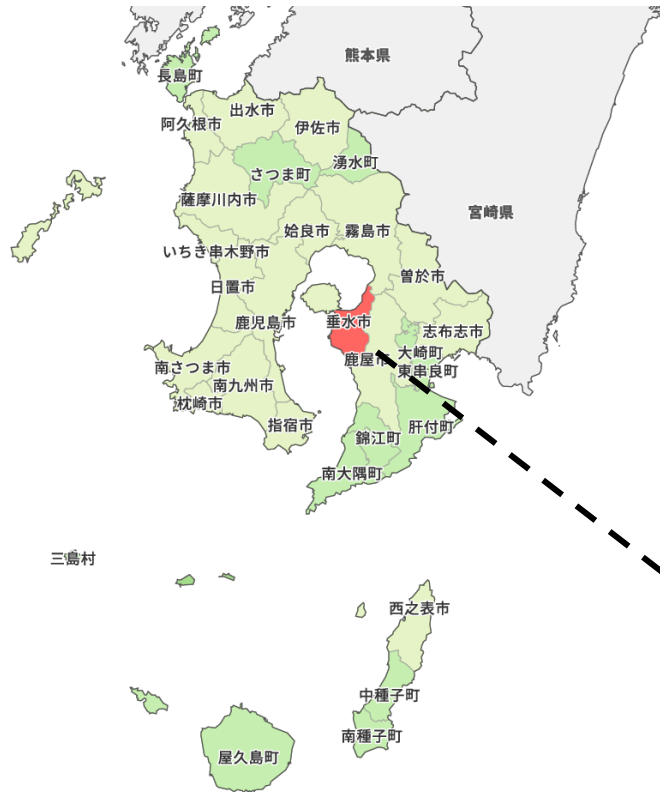 熊本県
長島町
出水市
阿久根市
伊佐市
湧水町
さつま町
薩摩川内市
宮崎県
姶良市
霧島市
いちき串木野市
曽於市
日置市
鹿児島市
垂水市
志布志市
大崎町
鹿屋市
東串良町
南さつま市
南九州市
枕崎市
指宿市
肝付町
錦江町
南大隅町
三島村
西之表市
中種子町
南種子町
屋久島町